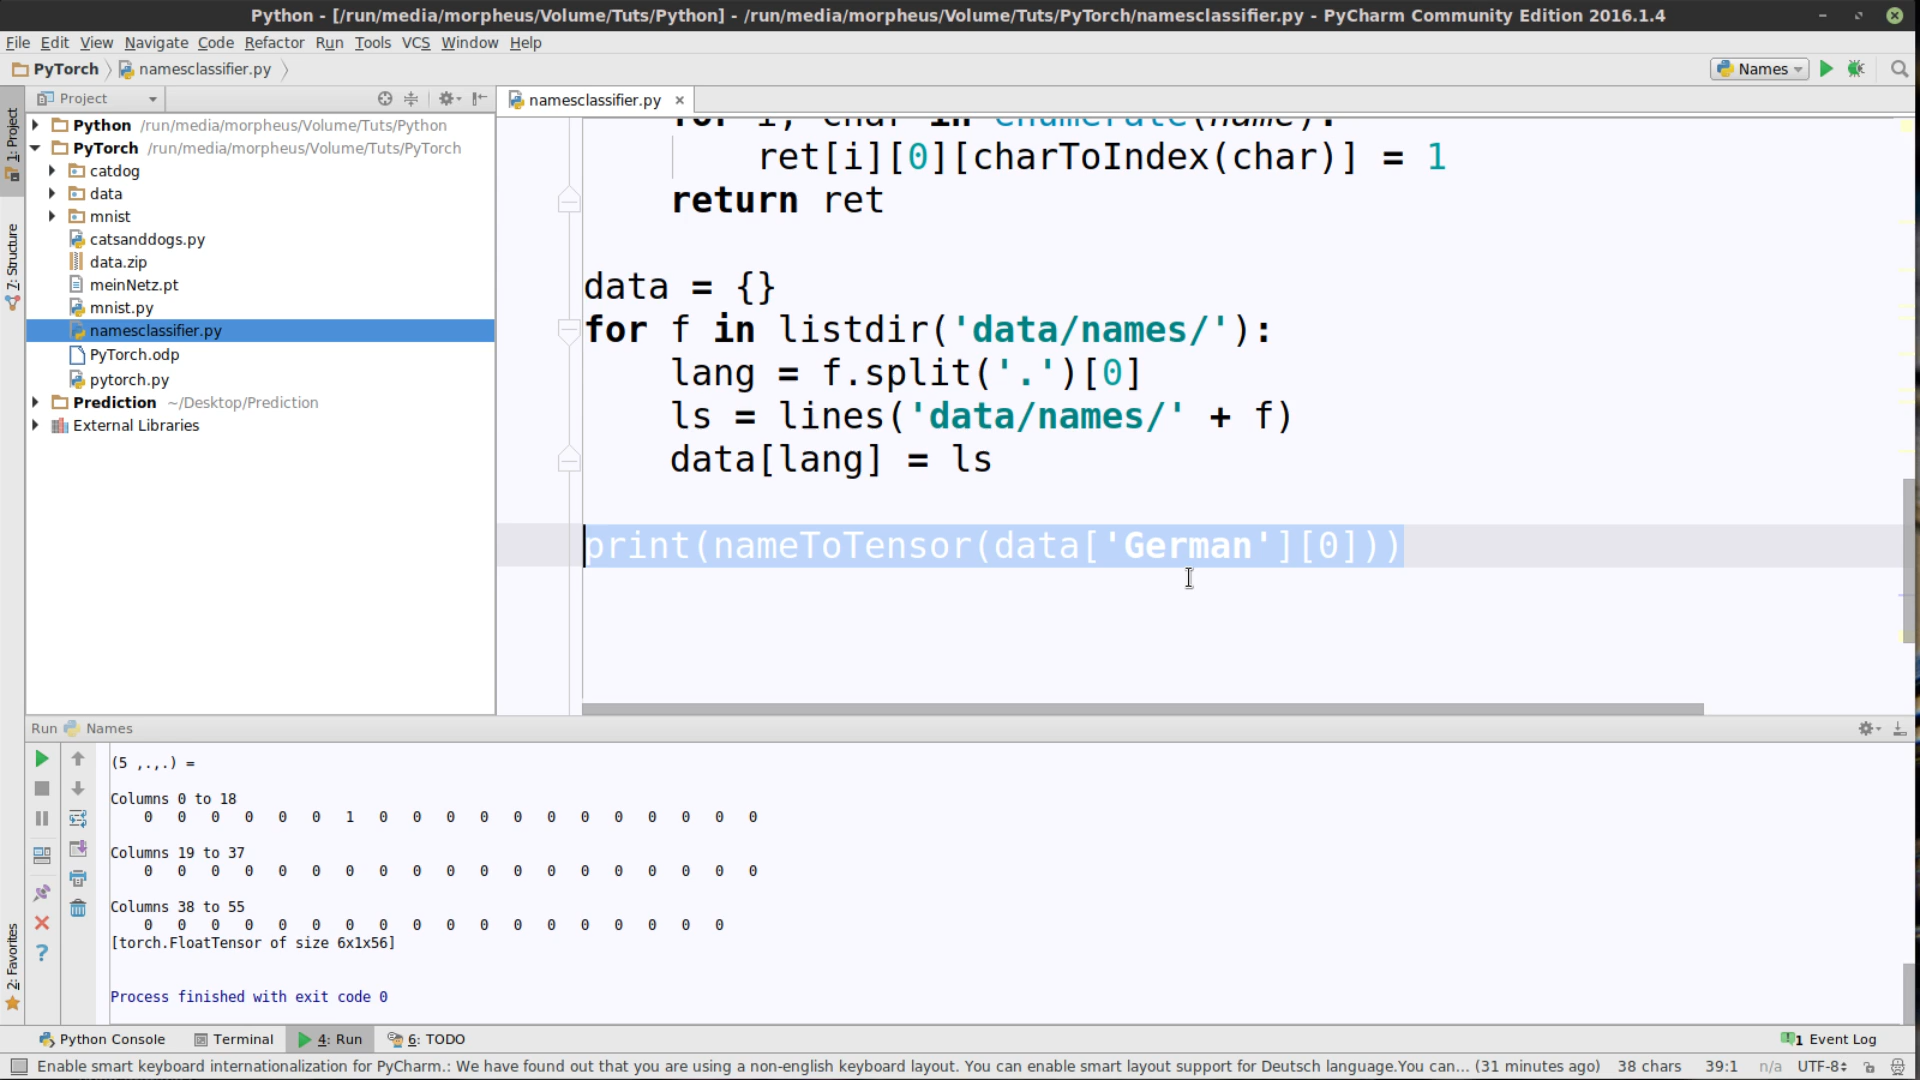 Python - [/run/media/morpheus/Volume/Tuts/Python] - /run/media/morpheus/Volume/Tuts/PyTorch/namesclassifier.py - PyCharm Community Edition 2016.1.4
File Edit View Navigate Code Refactor Run Tools VCS Window Help
PyTorch namesclassifier.py Names
Project
namesclassifier.py
1: Project
7: Structure
2: Favorites
Python /run/media/morpheus/Volume/Tuts/Python
PyTorch /run/media/morpheus/Volume/Tuts/PyTorch
catdog
data
mnist
catsanddogs.py
data.zip
meinNetz.pt
mnist.py
namesclassifier.py
PyTorch.odp
pytorch.py
Prediction ~/Desktop/Prediction
External Libraries
for i, char in enumerate(name):
ret[i][0][charToIndex(char)] = 1
return ret
data = {}
for f in listdir('data/names/'):
lang = f.split('.')[0]
ls = lines('data/names/' + f)
data[lang] = ls
print(nameToTensor(data['German'][0]))
Run Names
(5 ,.,.) =
Columns 0 to 18
0 0 0 0 0 0 1 0 0 0 0 0 0 0 0 0 0 0 0
Columns 19 to 37
0 0 0 0 0 0 0 0 0 0 0 0 0 0 0 0 0 0 0
Columns 38 to 55
0 0 0 0 0 0 0 0 0 0 0 0 0 0 0 0 0 0
[torch.FloatTensor of size 6x1x56]
Process finished with exit code 0
Python Console Terminal 4: Run 6: TODO 1 Event Log
Enable smart keyboard internationalization for PyCharm.: We have found out that you are using a non-english keyboard layout. You can enable smart layout support for Deutsch language.You can... (31 minutes ago) 38 chars 39:1 n/a UTF-8